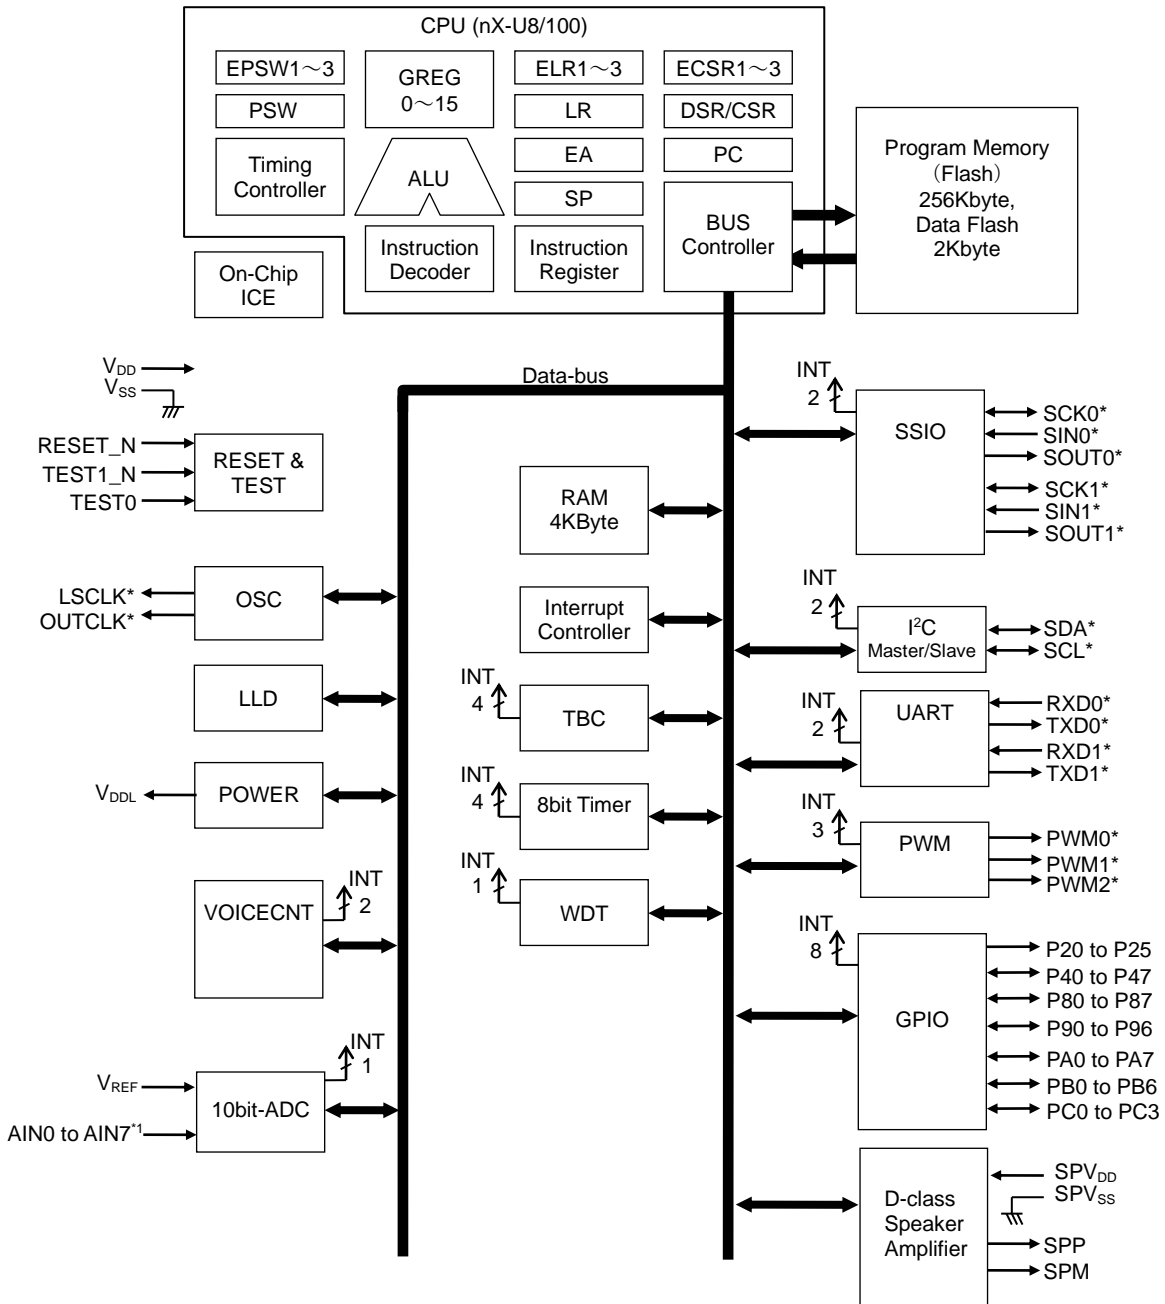 CPU (nX-U8/100)
EPSW1～3
GREG
0～15
ELR1～3
ECSR1～3
PSW
LR
DSR/CSR
Timing
Controller
ALU
EA
PC
SP
BUS
Controller
Instruction
Decoder
Instruction
Register
On-Chip
ICE
Program Memory
（Flash）
256Kbyte,
Data Flash
2Kbyte
VDD
VSS
Data-bus
RESET_N
TEST1_N
TEST0
RESET &
TEST
LSCLK*
OUTCLK*
OSC
LLD
VDDL
POWER
VOICECNT
INT
2
VREF
AIN0 to AIN7*1
10bit-ADC
INT
1
RAM
4KByte
Interrupt
Controller
INT
4
TBC
INT
4
8bit Timer
INT
1
WDT
INT
2
SSIO
SCK0*
SIN0*
SOUT0*
SCK1*
SIN1*
SOUT1*
INT
2
I2C
Master/Slave
SDA*
SCL*
INT
2
UART
RXD0*
TXD0*
RXD1*
TXD1*
INT
3
PWM
PWM0*
PWM1*
PWM2*
INT
8
GPIO
P20 to P25
P40 to P47
P80 to P87
P90 to P96
PA0 to PA7
PB0 to PB6
PC0 to PC3
D-class
Speaker
Amplifier
SPVDD
SPVSS
SPP
SPM